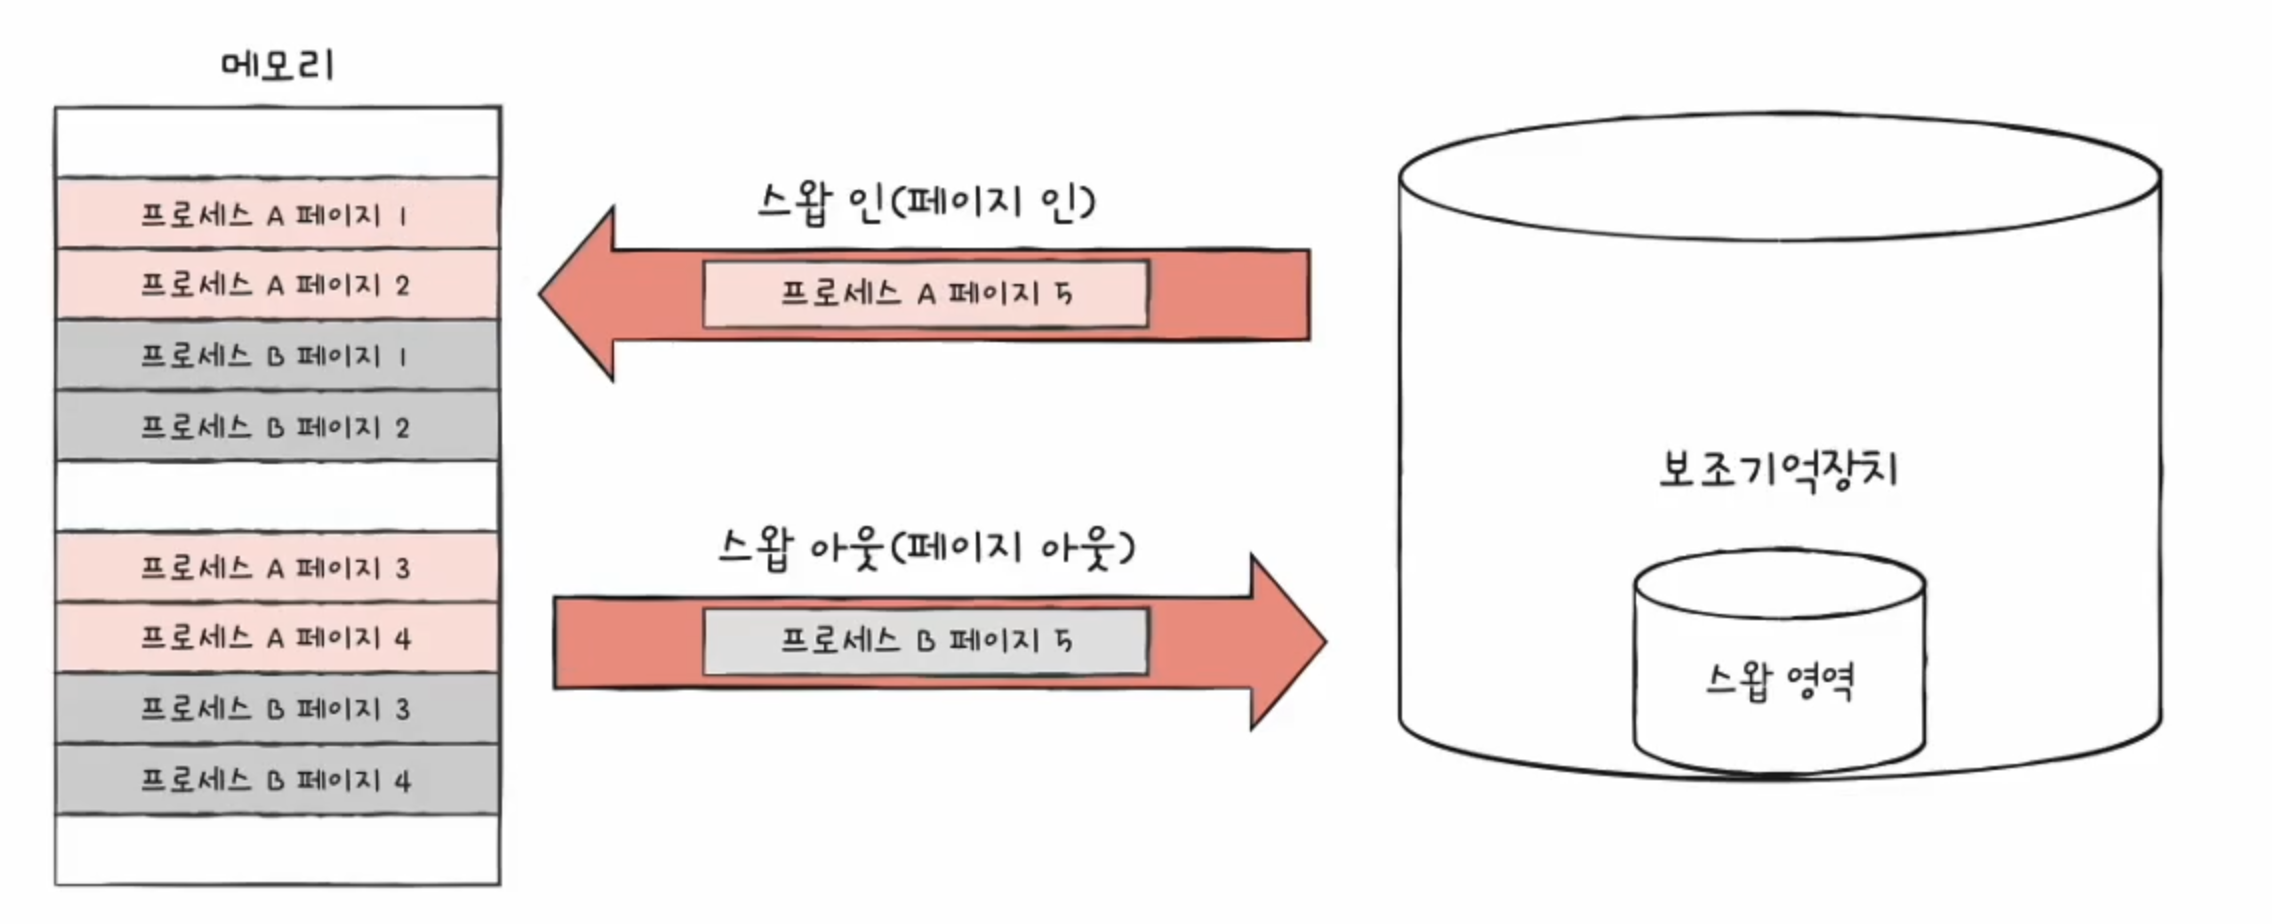 메모리
프로세스 A 페이지 1
프로세스 A 페이지 2
프로세스 B 페이지 1
프로세스 B 페이지 2
프로세스 A 페이지 3
프로세스 A 페이지 4
프로세스 B 페이지 3
프로세스 B 페이지 4
스왑 인(페이지 인)
프로세스 A 페이지 5
스왑 아웃(페이지 아웃)
프로세스 B 페이지 5
보조기억장치
스왑 영역